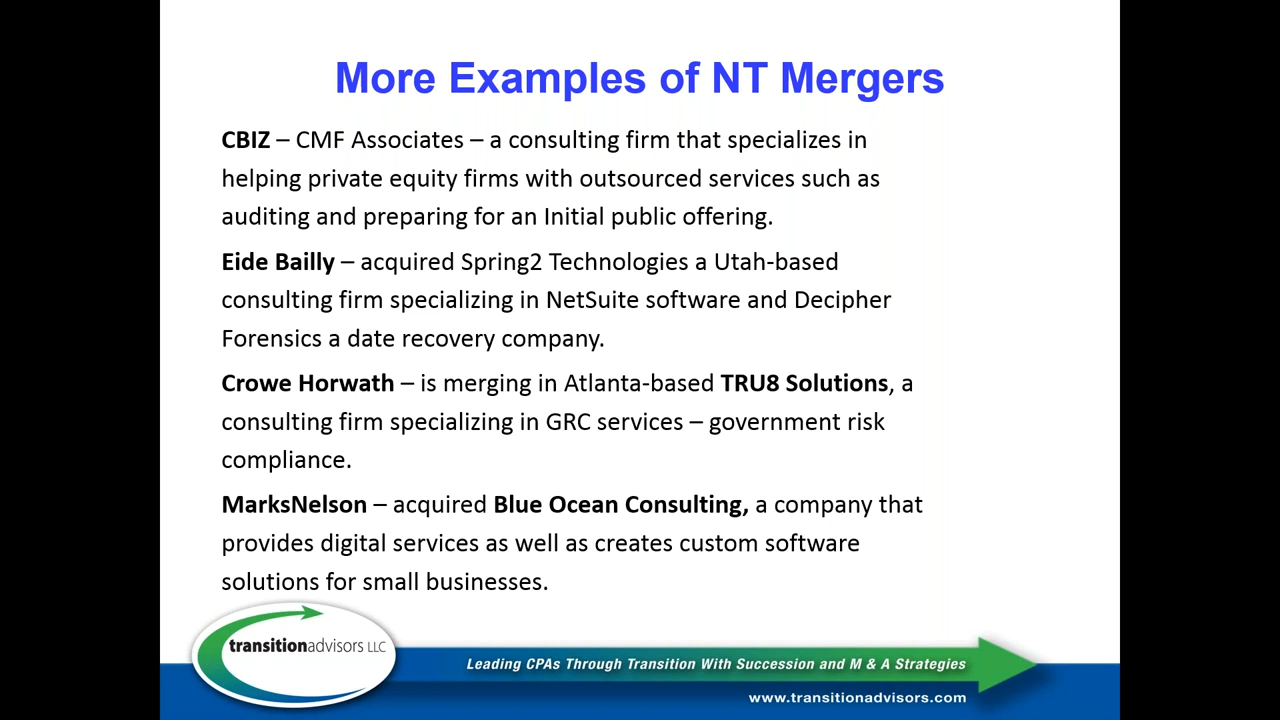 More Examples of NT Mergers
CBIZ – CMF Associates – a consulting firm that specializes in
helping private equity firms with outsourced services such as
auditing and preparing for an Initial public offering.
Eide Bailly – acquired Spring2 Technologies a Utah-based
consulting firm specializing in NetSuite software and Decipher
Forensics a date recovery company.
Crowe Horwath – is merging in Atlanta-based TRU8 Solutions, a
consulting firm specializing in GRC services – government risk
compliance.
MarksNelson – acquired Blue Ocean Consulting, a company that
provides digital services as well as creates custom software
solutions for small businesses.
transitionadvisors LLC
Leading CPAs Through Transition With Succession and M & A Strategies
www.transitionadvisors.com